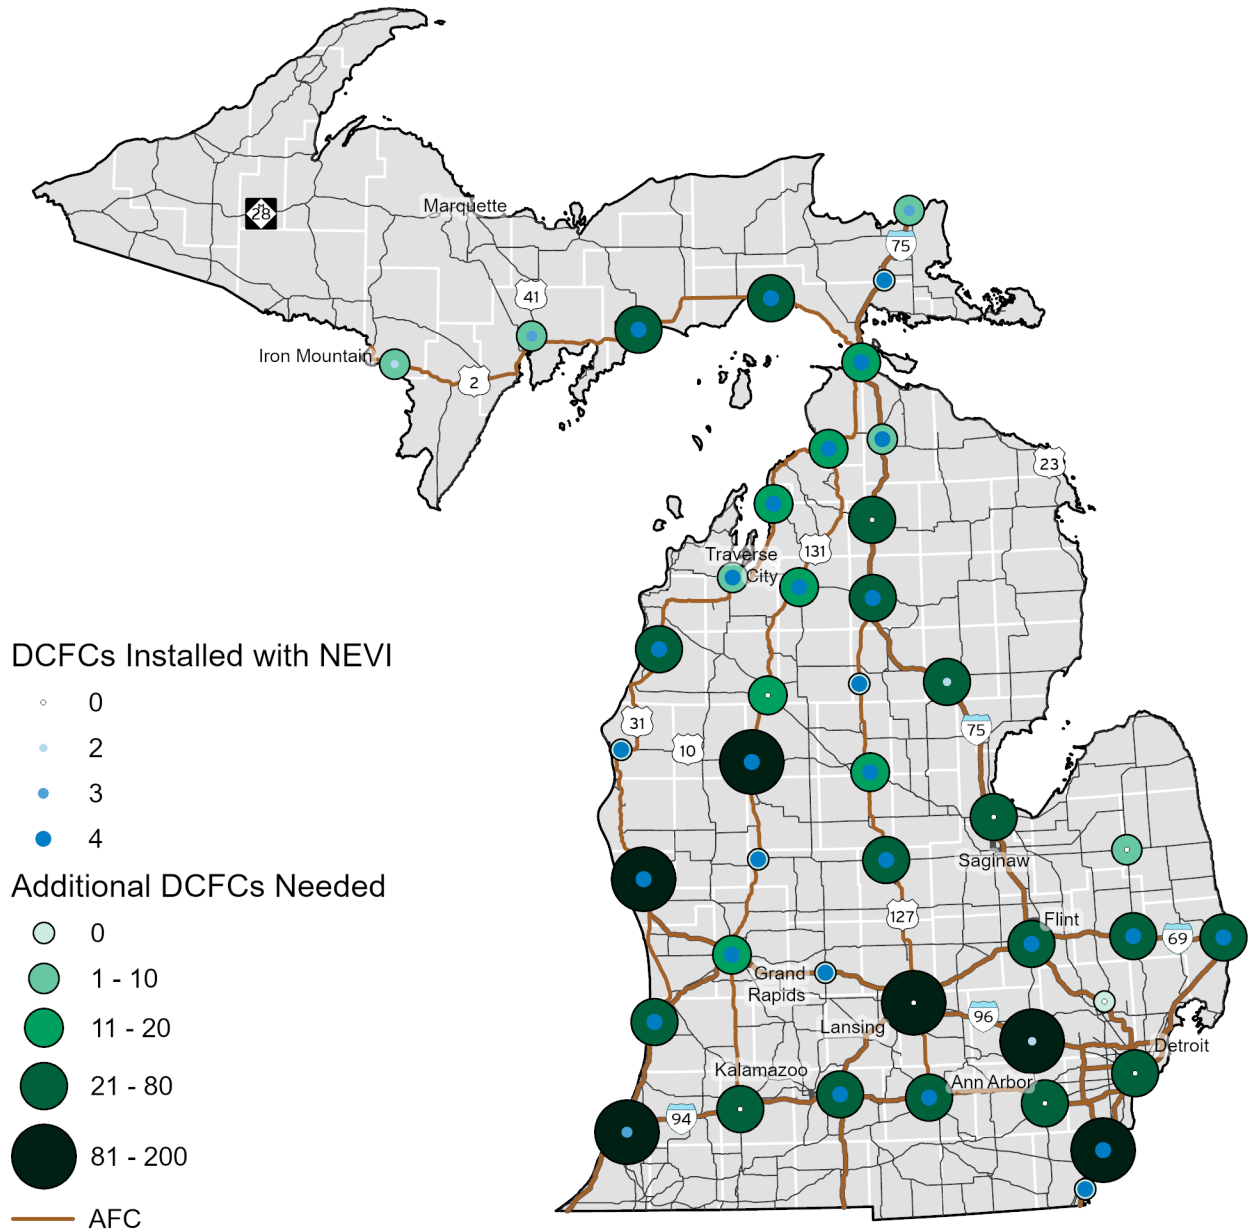 Marquette
M
28
75
41
Iron Mountain
2
23
131
Traverse
City
DCFCs Installed with NEVI
0
2
3
4
31
10
75
Saginaw
Additional DCFCs Needed
0
1 - 10
11 - 20
21 - 80
81 - 200
AFC
127
Flint
69
Grand
Rapids
96
Lansing
Detroit
Kalamazoo
Ann Arbor
94